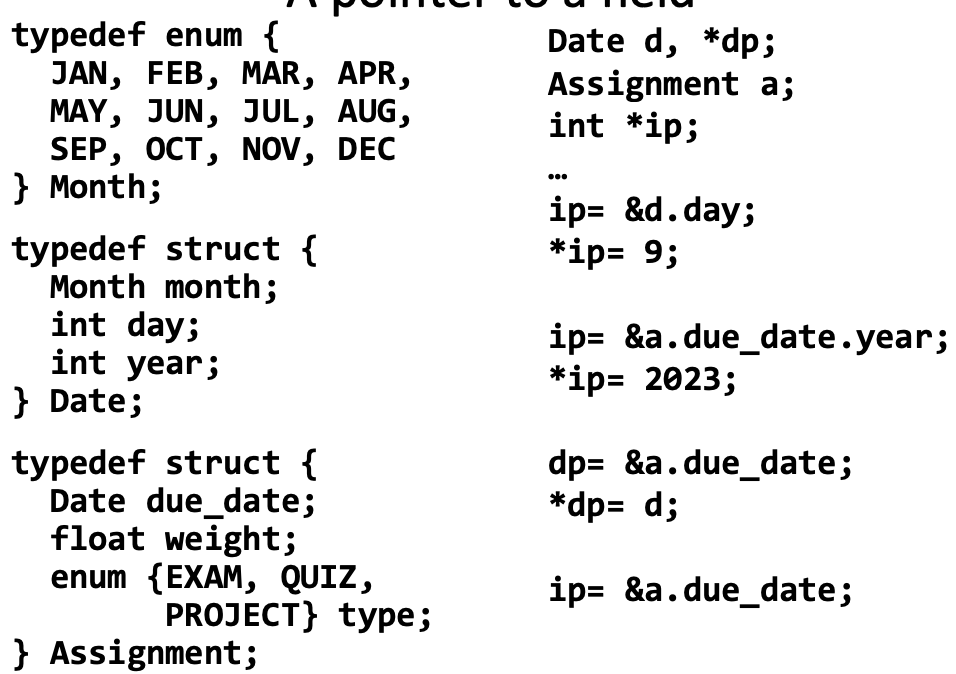 A pointer to a field
typedef enum {
  JAN, FEB, MAR, APR,
  MAY, JUN, JUL, AUG,
  SEP, OCT, NOV, DEC
} Month;
typedef struct {
  Month month;
  int day;
  int year;
} Date;
typedef struct {
  Date due_date;
  float weight;
  enum {EXAM, QUIZ,
        PROJECT} type;
} Assignment;
Date d, *dp;
Assignment a;
int *ip;
…
ip= &d.day;
*ip= 9;
ip= &a.due_date.year;
*ip= 2023;
dp= &a.due_date;
*dp= d;
ip= &a.due_date;